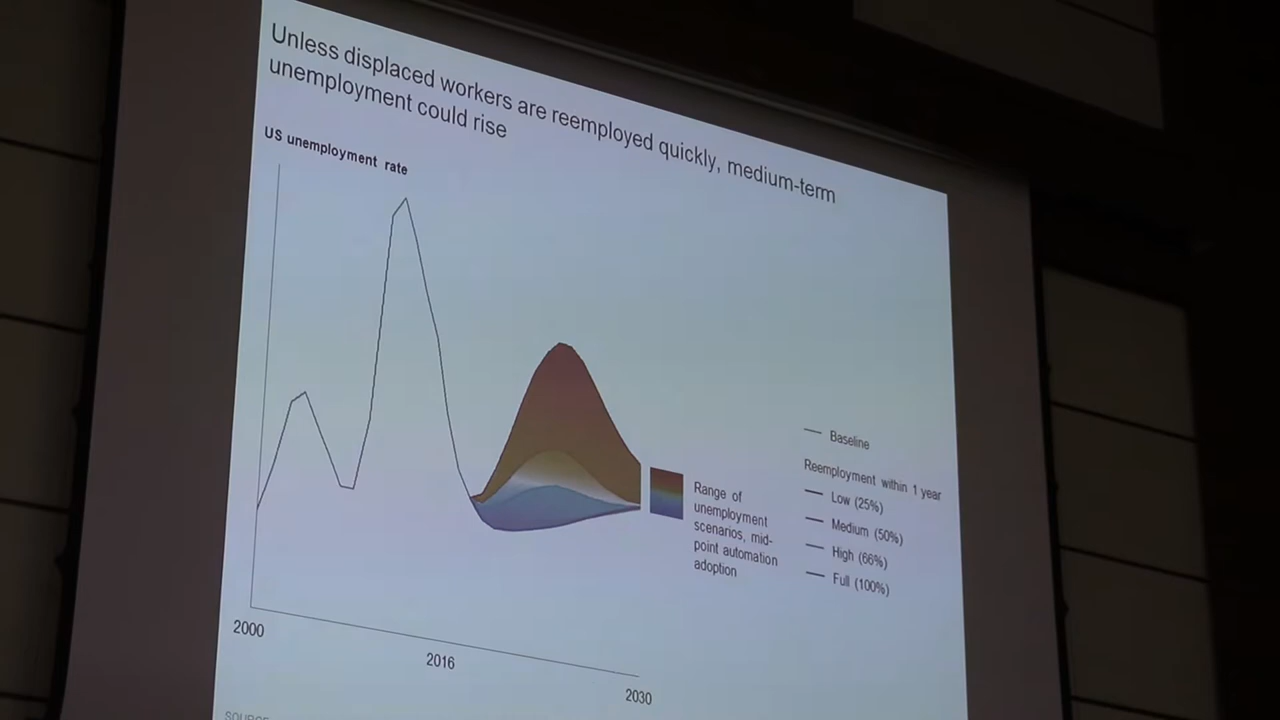 Unless displaced workers are reemployed quickly, medium-term
unemployment could rise
US unemployment rate
Baseline
Reemployment within 1 year
Low (25%)
Medium (50%)
High (66%)
Full (100%)
Range of
unemployment
scenarios, mid-
point automation
adoption
2000
2016
2030
SOURCE